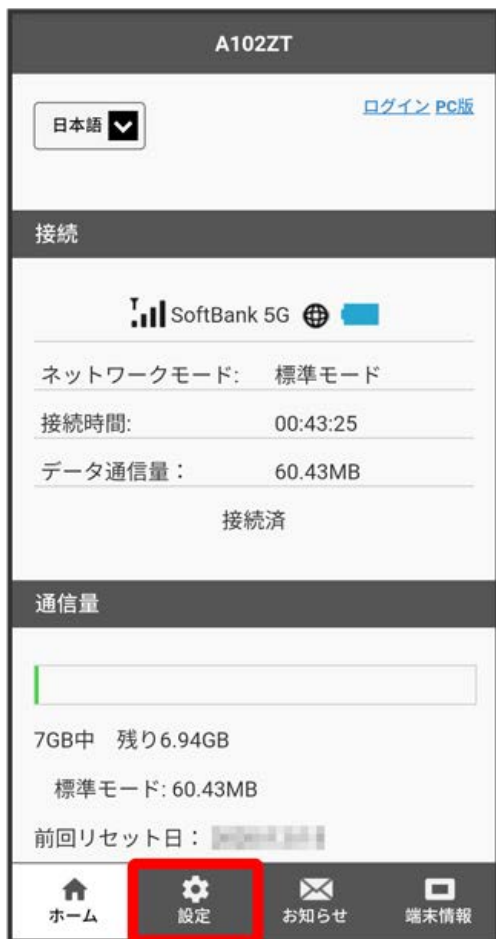 A102ZT
日本語
ログイン PC版
接続
SoftBank 5G
ネットワークモード: 標準モード
接続時間: 00:43:25
データ通信量： 60.43MB
接続済
通信量
7GB中 残り6.94GB
標準モード: 60.43MB
前回リセット日：
ホーム 設定 お知らせ 端末情報